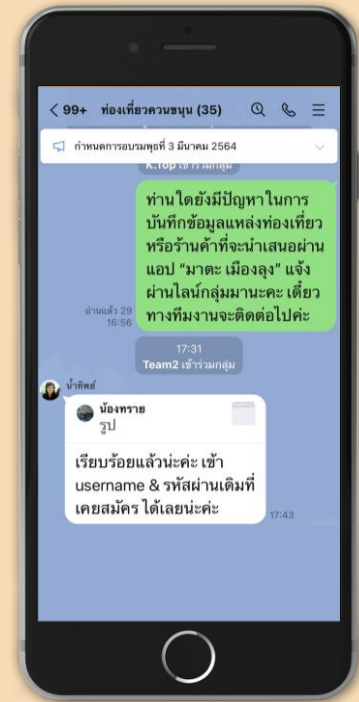 99+ ท่องเที่ยวควนขนุน (35)
กำหนดการอบรมพุธที่ 3 มีนาคม 2564
K.Top เข้าร่วมกลุ่ม
ท่านใดยังมีปัญหาในการ
บันทึกข้อมูลแหล่งท่องเที่ยว
หรือร้านค้าที่จะนำเสนอผ่าน
แอป “มาตะ เมืองลุง” แจ้ง
ผ่านไลน์กลุ่มมานะคะ เดี๋ยว
ทางทีมงานจะติดต่อไปค่ะ
อ่านแล้ว 29
16:56
17:31
Team2 เข้าร่วมกลุ่ม
น้ำทิพย์
น้องทราย
รูป
เรียบร้อยแล้วน่ะค่ะ เข้า
username & รหัสผ่านเดิมที่
เคยสมัคร ได้เลยน่ะค่ะ
17:43